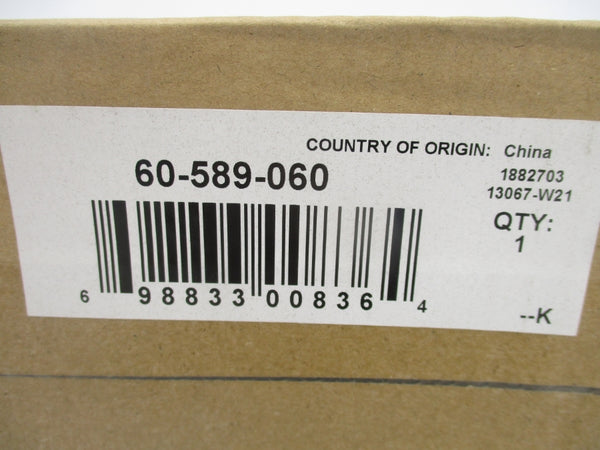 COUNTRY OF ORIGIN: China
60-589-060
1882703
13067-W21
QTY:
1
6 98833 00836 4
--K